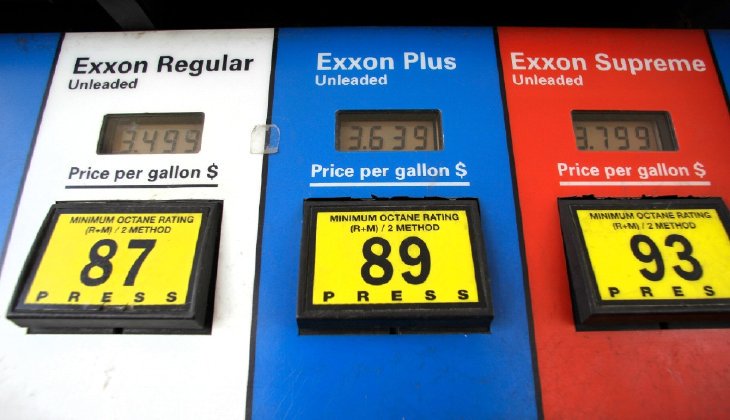 Exxon Regular
Unleaded
3.499
Price per gallon $
MINIMUM OCTANE RATING
(R+M) / 2 METHOD
87
PRESS
Exxon Plus
Unleaded
3.639
Price per gallon $
MINIMUM OCTANE RATING
(R+M) / 2 METHOD
89
PRESS
Exxon Supreme
Unleaded
3.799
Price per gallon $
MINIMUM OCTANE RATING
(R+M) / 2 METHOD
93
PRESS